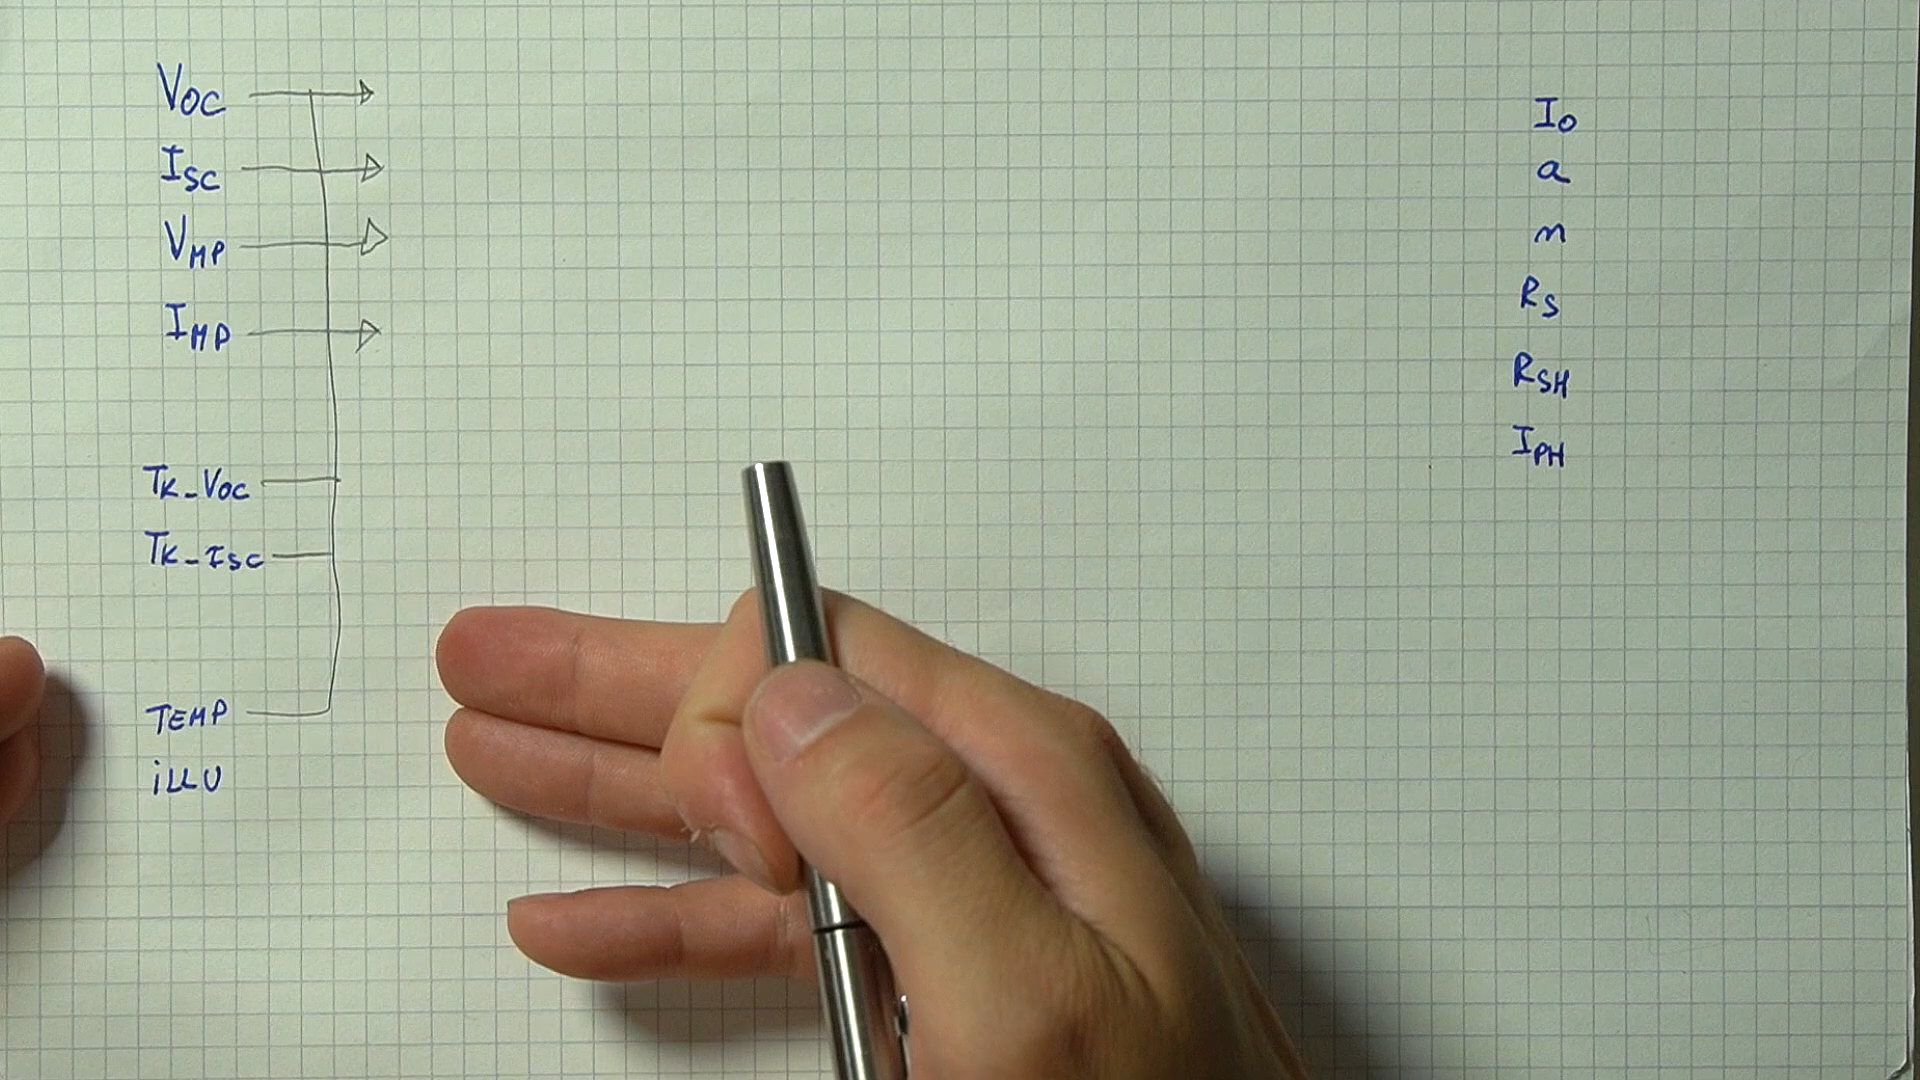 VOC
ISC
VMP
IMP
TK_VOC
TK_ISC
TEMP
iLLU
Io
a
n
RS
RSH
IPH